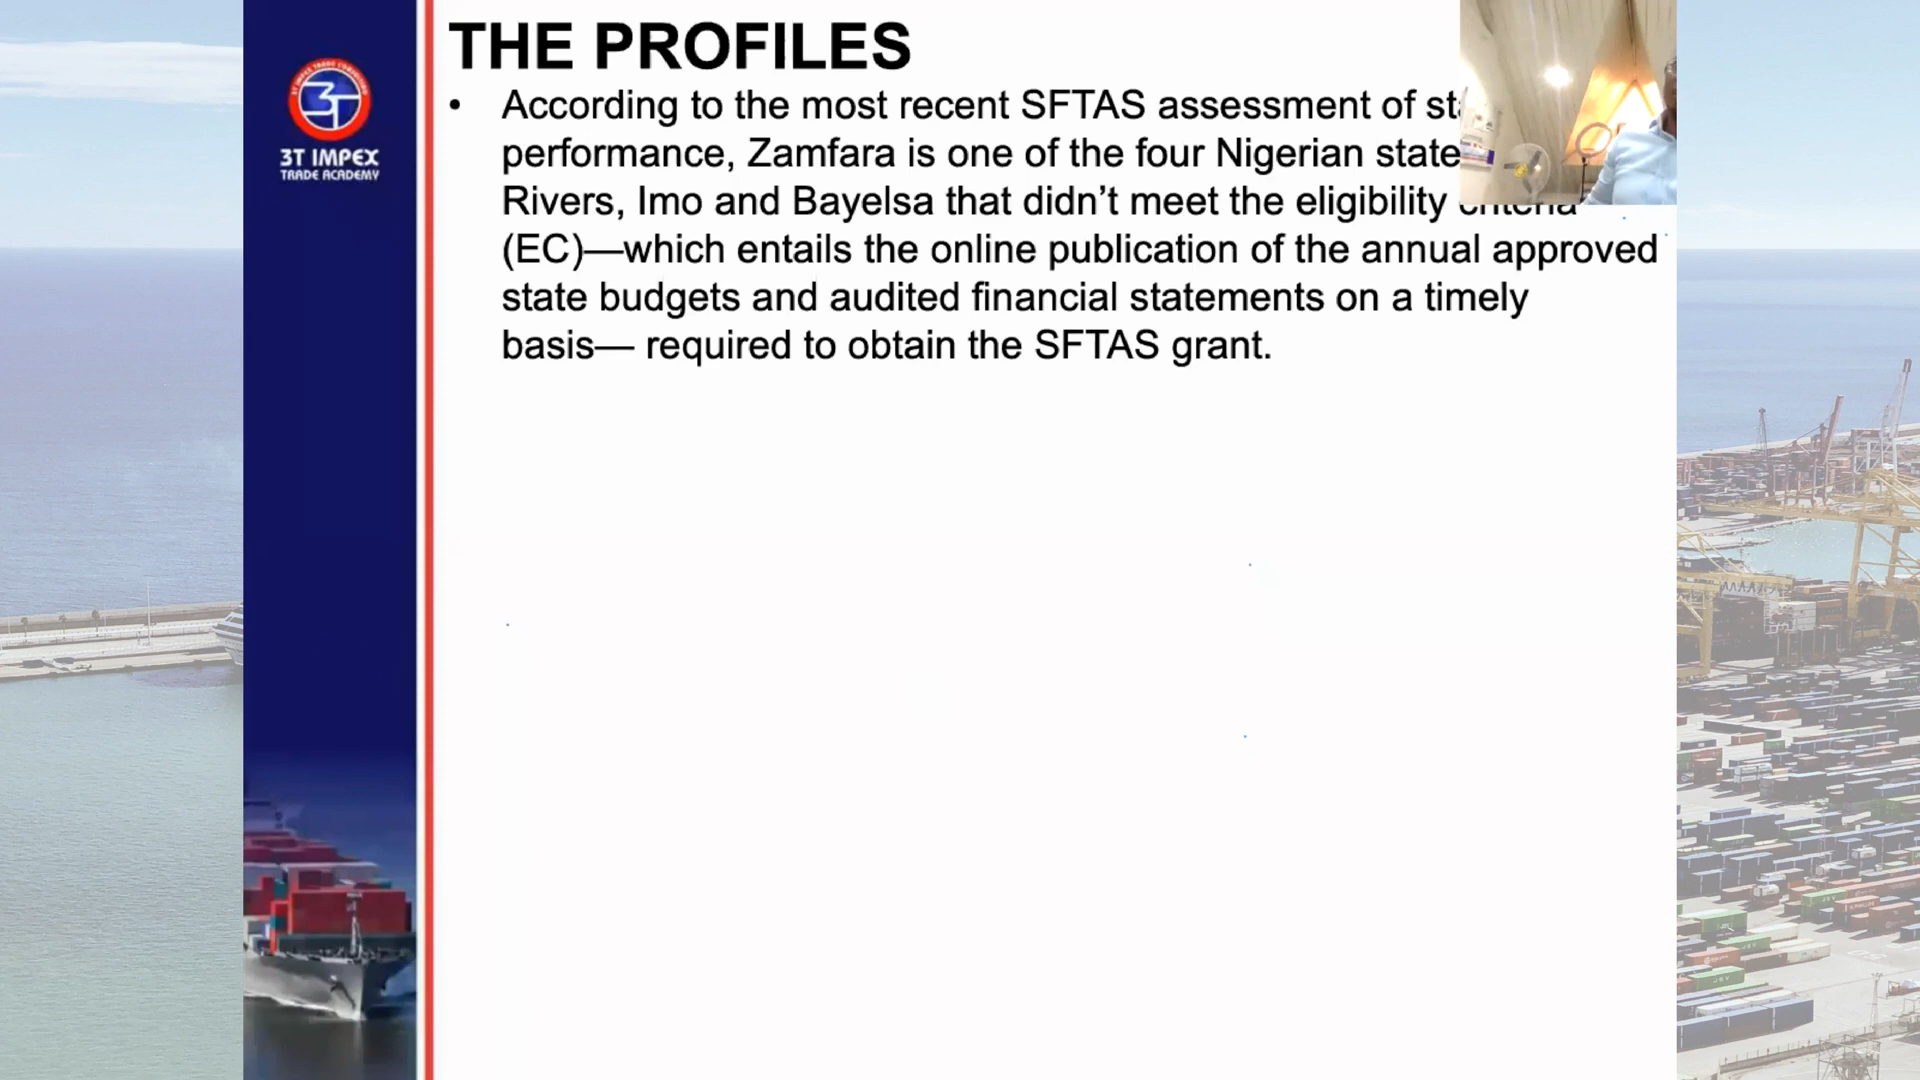 THE PROFILES
• According to the most recent SFTAS assessment of
performance, Zamfara is one of the four Nigerian
Rivers, Imo and Bayelsa that didn’t meet the eligibility criteria
(EC)—which entails the online publication of the annual approved
state budgets and audited financial statements on a timely
basis— required to obtain the SFTAS grant.
3T IMPEX
TRADE ACADEMY